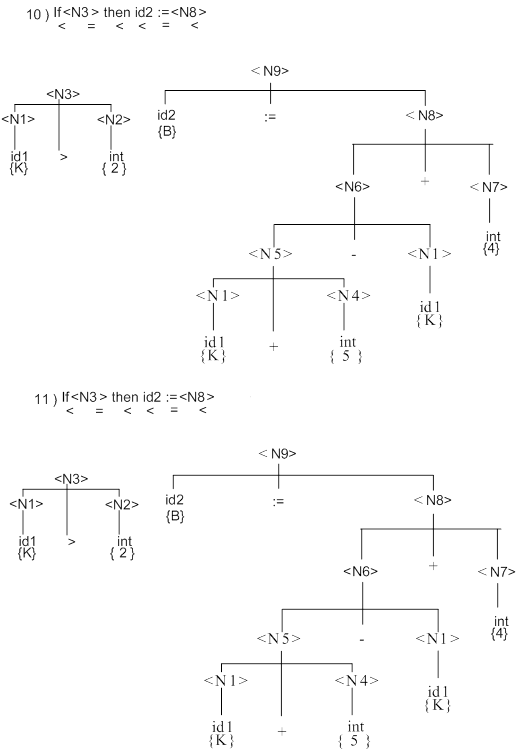 10 ) If<N3> then id2 :=<N8>
< = < < = <
< N9>
<N3>
<N1> <N2> id2 := < N8>
{B}
id1 > int
{K} { 2 }
<N6> + < N7>
int
{4}
<N5> - <N1>
<N1> <N4> id1
{K}
id1 + int
{K} { 5 }
11 ) If<N3> then id2 :=<N8>
< = < < = <
< N9>
<N3>
<N1> <N2> id2 := < N8>
{B}
id1 > int
{K} { 2 }
<N6> + < N7>
int
{4}
<N5> - <N1>
<N1> <N4> id1
{K}
id1 + int
{K} { 5 }